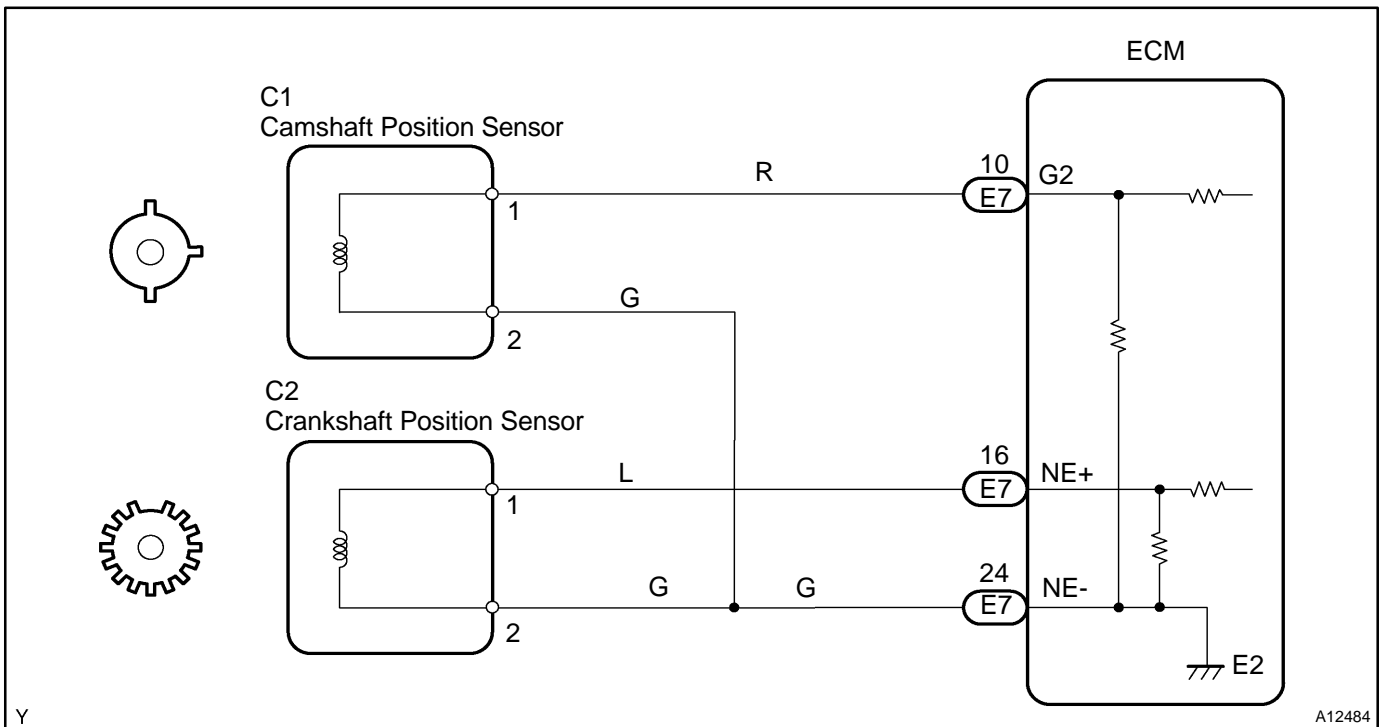 ECM
C1
Camshaft Position Sensor
10
R
E7
G2
1
G
2
C2
Crankshaft Position Sensor
16
L
E7
NE+
1
24
G
G
E7
NE-
2
E2
Y
A12484